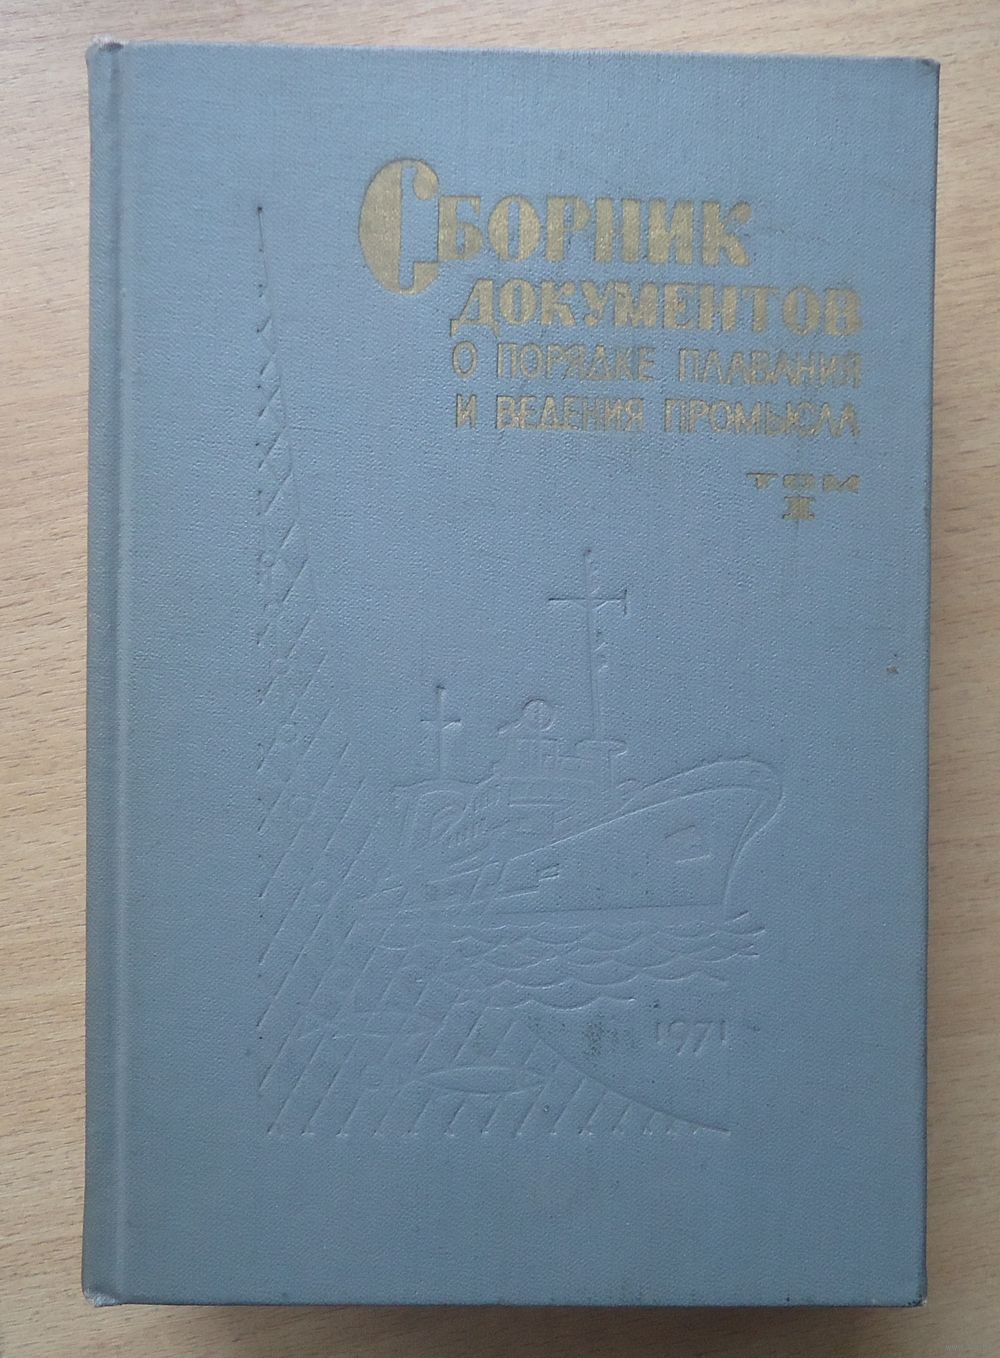 Сборник
документов
о порядке плавания
и ведения промысла
том
I
1971